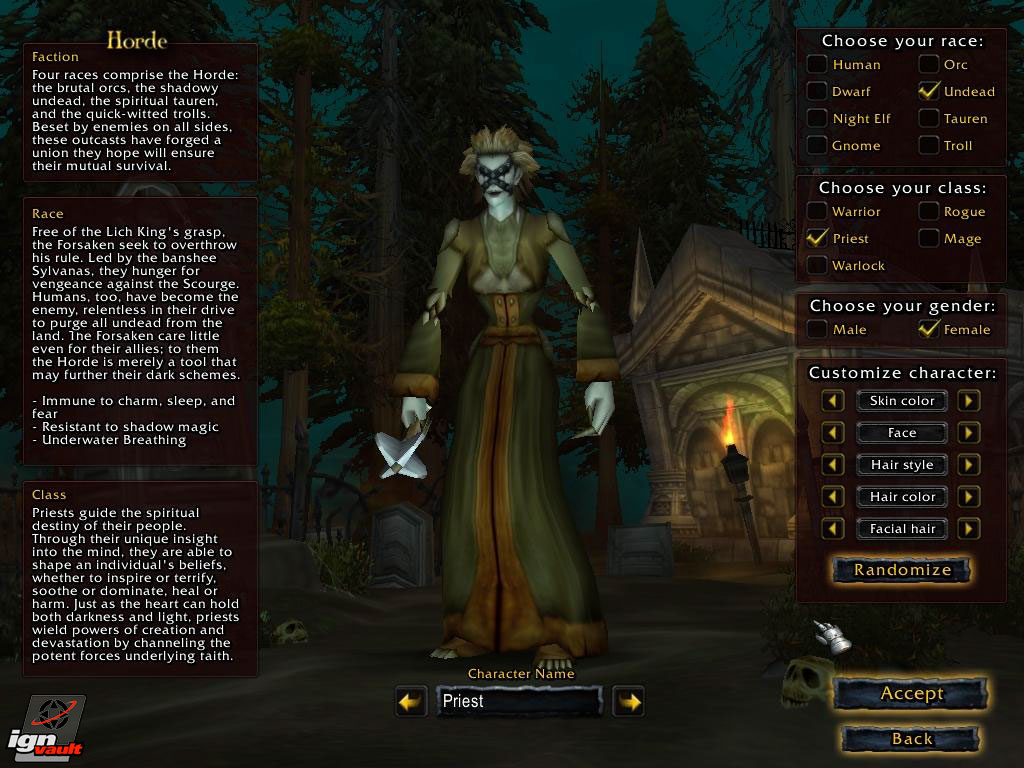 Horde
Faction
Four races comprise the Horde:
the brutal orcs, the shadowy
undead, the spiritual tauren,
and the quick-witted trolls.
Beset by enemies on all sides,
these outcasts have forged a
union they hope will ensure
their mutual survival.
Race
Free of the Lich King's grasp,
the Forsaken seek to overthrow
his rule. Led by the banshee
Sylvanas, they hunger for
vengeance against the Scourge.
Humans, too, have become the
enemy, relentless in their drive
to purge all undead from the
land. The Forsaken care little
even for their allies; to them
the Horde is merely a tool that
may further their dark schemes.
- Immune to charm, sleep, and
fear
- Resistant to shadow magic
- Underwater Breathing
Class
Priests guide the spiritual
destiny of their people.
Through their unique insight
into the mind, they are able to
shape an individual's beliefs,
whether to inspire or terrify,
soothe or dominate, heal or
harm. Just as the heart can hold
both darkness and light, priests
wield powers of creation and
devastation by channeling the
potent forces underlying faith.
ign
vault
Character Name
Priest
Choose your race:
Human Orc
Dwarf Undead
Night Elf Tauren
Gnome Troll
Choose your class:
Warrior Rogue
Priest Mage
Warlock
Choose your gender:
Male Female
Customize character:
Skin color
Face
Hair style
Hair color
Facial hair
Randomize
Accept
Back